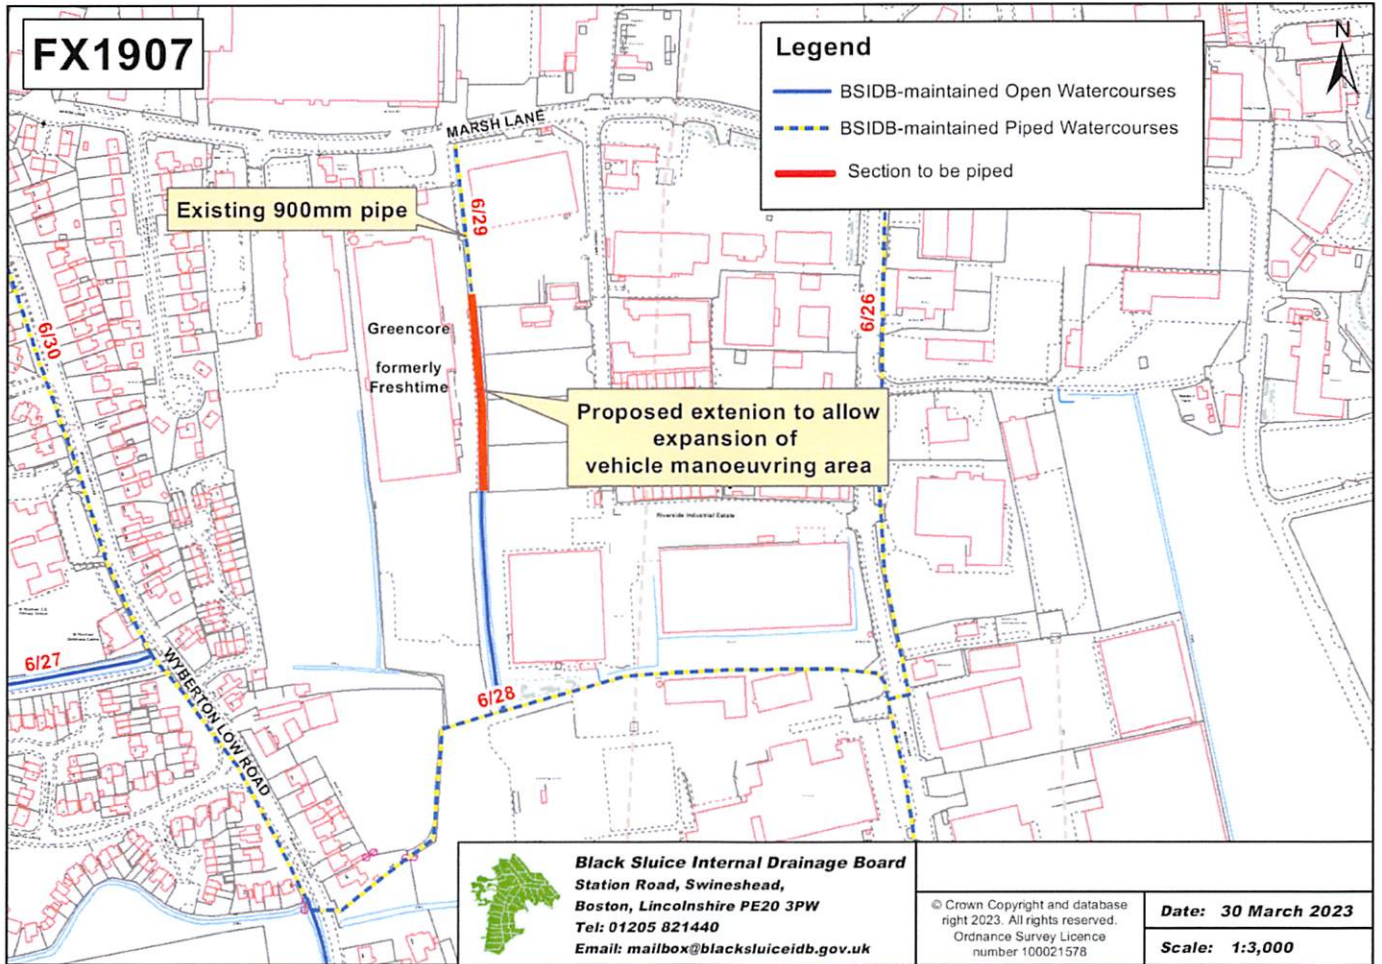 FX1907
Legend
BSIDB-maintained Open Watercourses
BSIDB-maintained Piped Watercourses
Section to be piped
N
MARSH LANE
Existing 900mm pipe
6/29
6/30
6/26
Greencore
formerly
Freshtime
Proposed extenion to allow
expansion of
vehicle manoeuvring area
Riverside Industrial Estate
6/27
WYBERTON LOW ROAD
6/28
Black Sluice Internal Drainage Board
Station Road, Swineshead,
Boston, Lincolnshire PE20 3PW
Tel: 01205 821440
Email: mailbox@blacksluiceidb.gov.uk
© Crown Copyright and database
right 2023. All rights reserved.
Ordnance Survey Licence
number 100021578
Date: 30 March 2023
Scale: 1:3,000